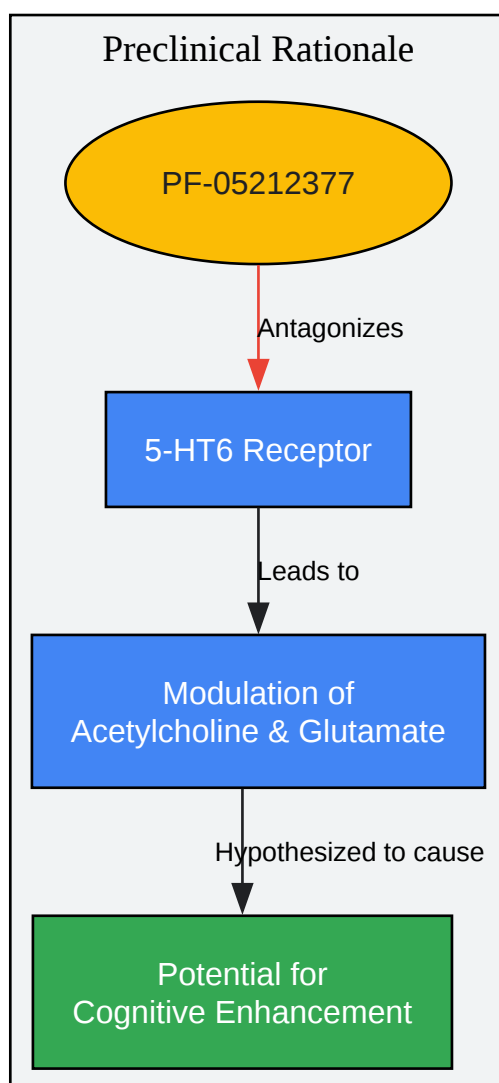 Preclinical Rationale
PF-05212377
Antagonizes
5-HT6 Receptor
Leads to
Modulation of
Acetylcholine & Glutamate
Hypothesized to cause
Potential for
Cognitive Enhancement